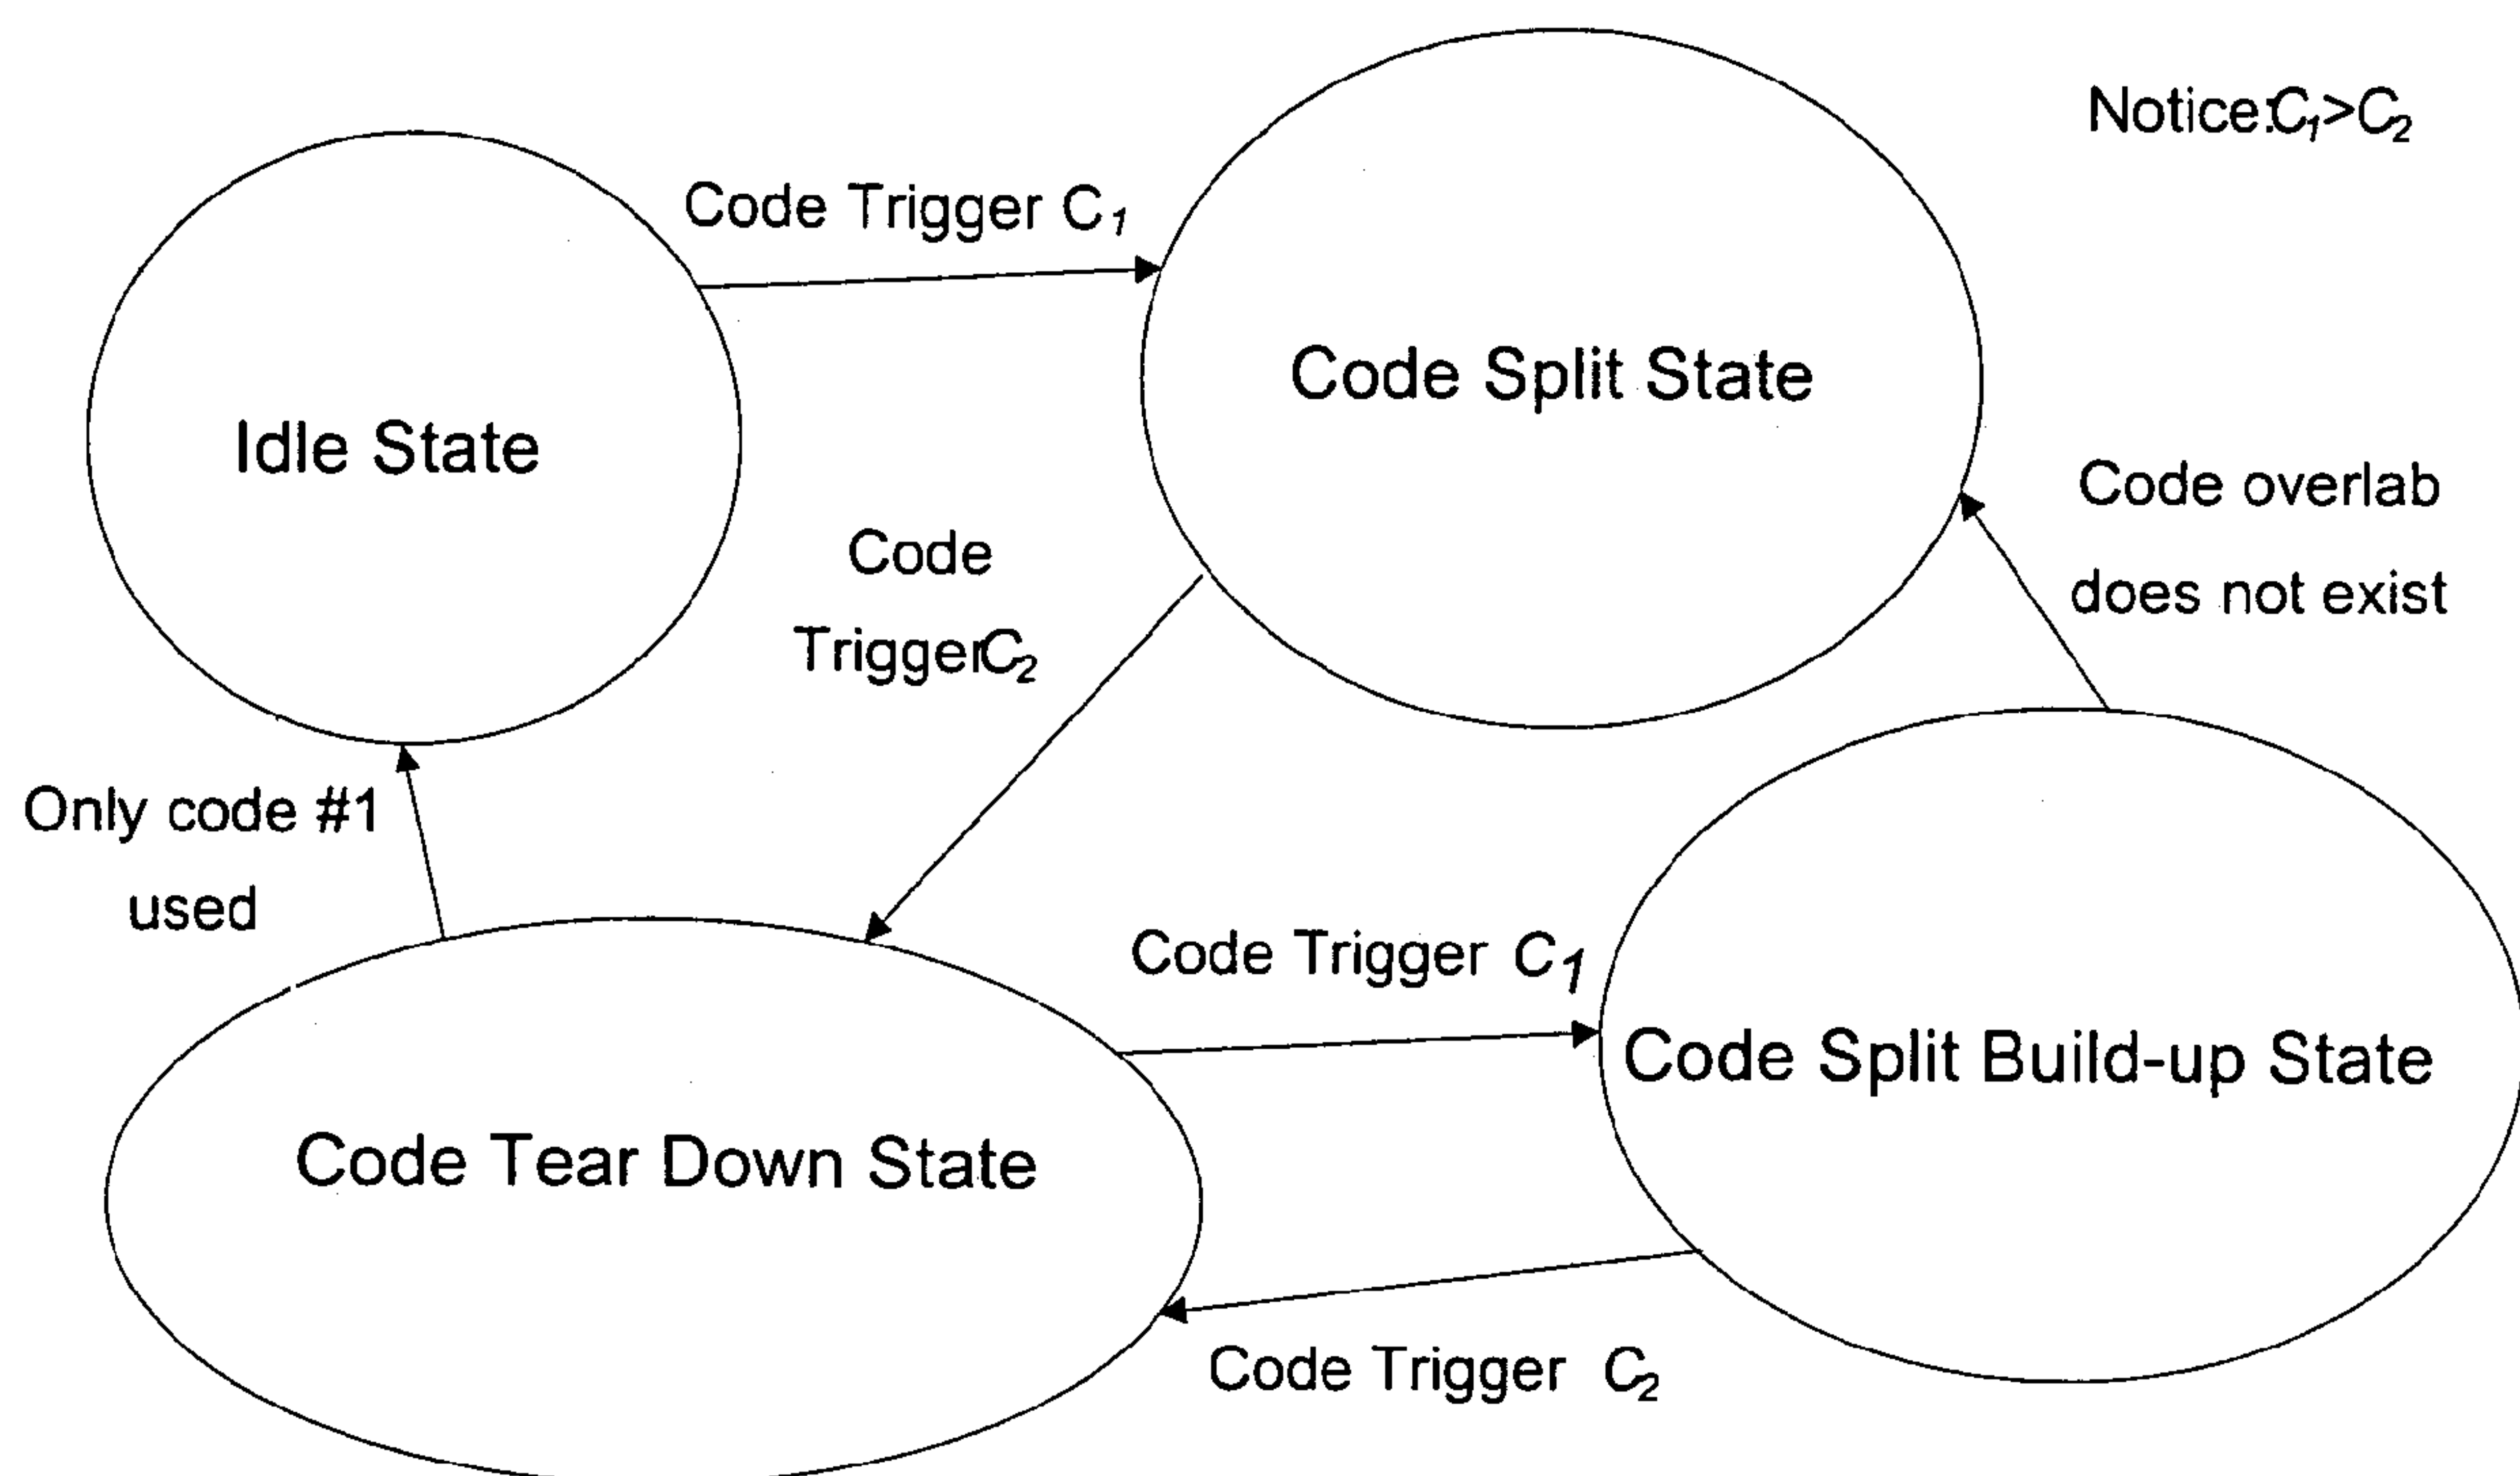 Notice:C1>C2
Code Trigger C1
Code Split State
Idle State
Code overlab
does not exist
Code
TriggerC2
Only code #1
used
Code Trigger C1
Code Split Build-up State
Code Tear Down State
Code Trigger C2